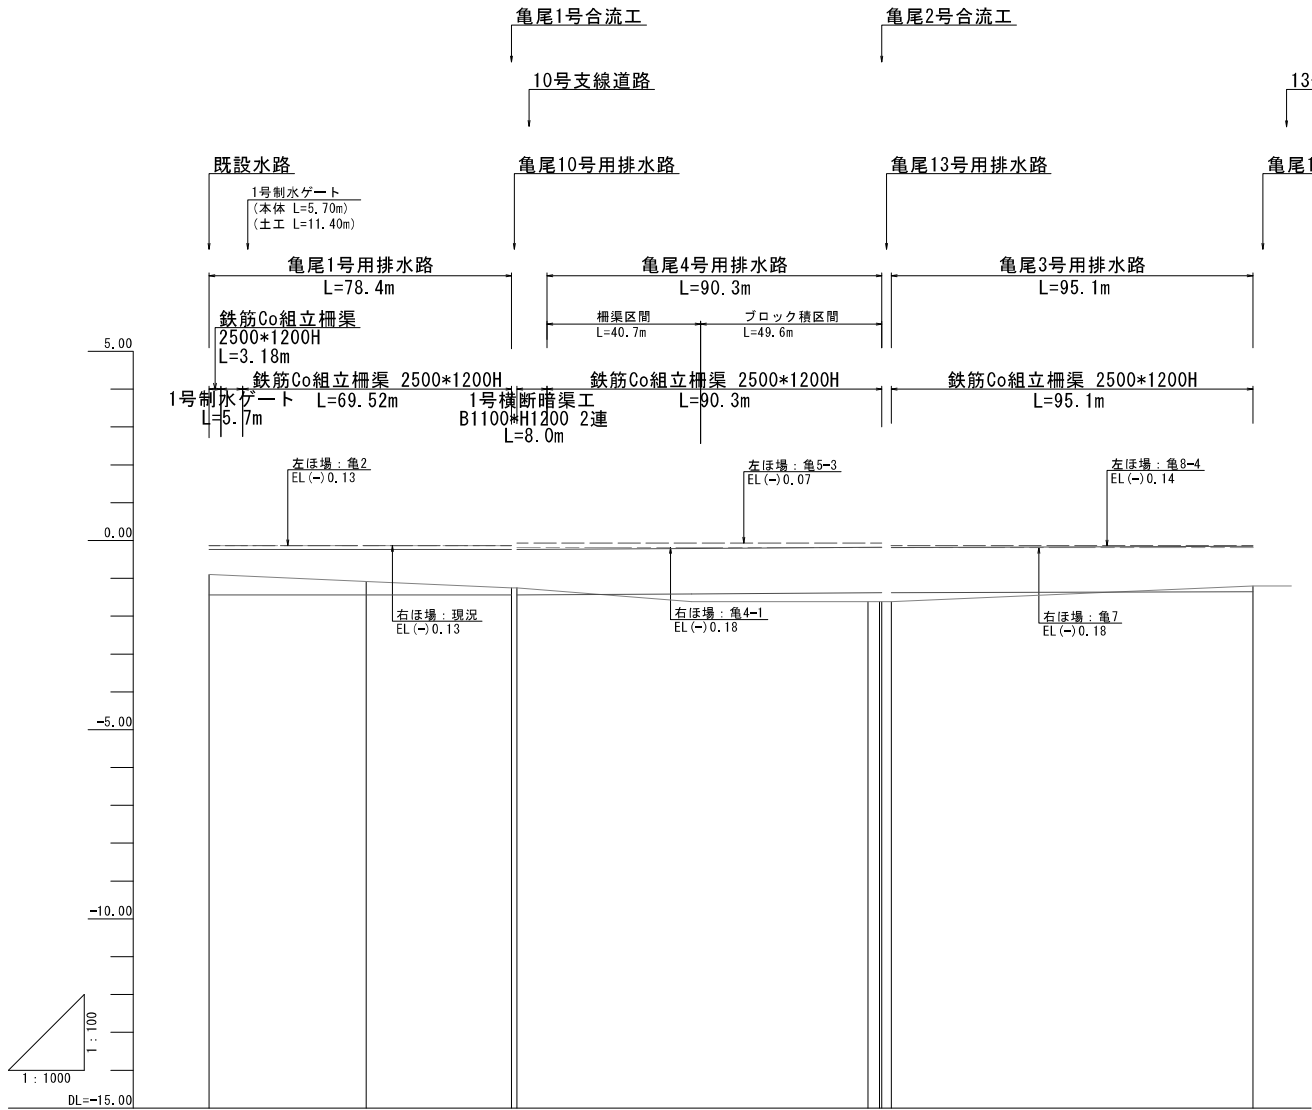 亀尾1号合流工
亀尾2号合流工
10号支線道路
13
既設水路
亀尾10号用排水路
亀尾13号用排水路
亀尾1
1号制水ゲート
(本体 L=5.70m)
(土工 L=11.40m)
亀尾1号用排水路
L=78.4m
亀尾4号用排水路
L=90.3m
亀尾3号用排水路
L=95.1m
柵渠区間
L=40.7m
ブロック積区間
L=49.6m
鉄筋Co組立柵渠
2500*1200H
L=3.18m
5.00
鉄筋Co組立柵渠 2500*1200H
L=69.52m
鉄筋Co組立柵渠 2500*1200H
L=90.3m
鉄筋Co組立柵渠 2500*1200H
L=95.1m
1号制水ゲート
L=5.7m
1号横断暗渠工
B1100*H1200 2連
L=8.0m
左ほ場:亀2
EL(-)0.13
左ほ場:亀5-3
EL(-)0.07
左ほ場:亀8-4
EL(-)0.14
0.00
右ほ場:現況
EL(-)0.13
右ほ場:亀4-1
EL(-)0.18
右ほ場:亀7
EL(-)0.18
-5.00
-10.00
1:100
1:1000
DL=-15.00